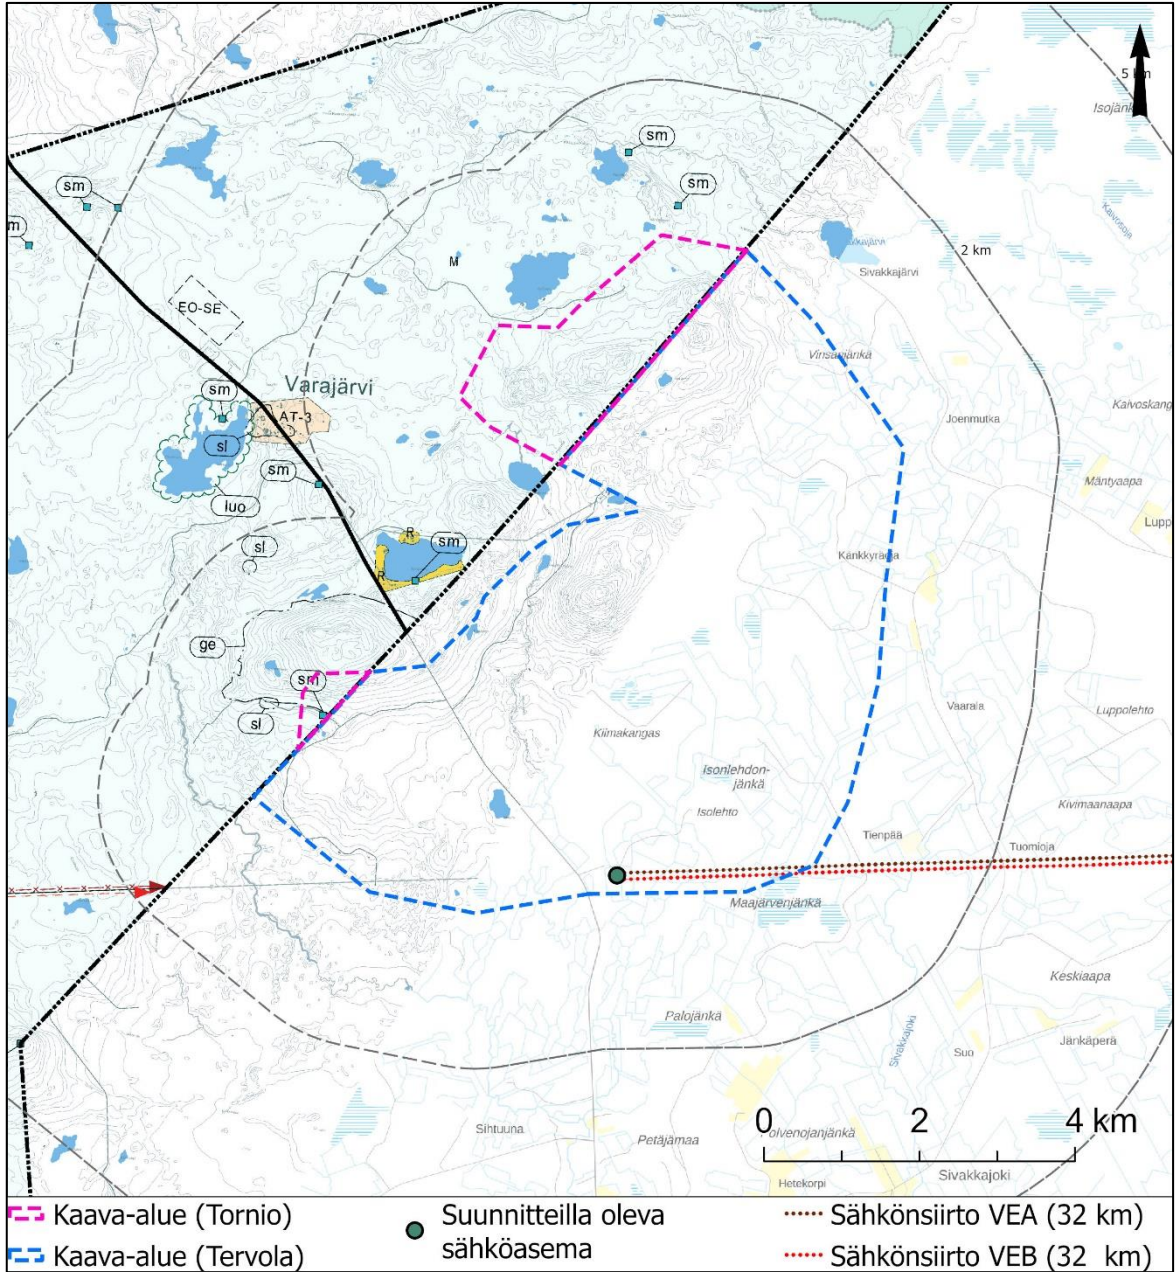 5 km
Isojänkä
sm
sm
sm
m
Kaivosoja
M
2 km
Sivakkajärvi
EO-SE
Vinsanjänkä
Varajärvi
sm
AT-3
sl
Joenmutka
sm
Mäntyaapa
luo
Lupp
R
sm
sl
Kankkyräoja
R
ge
sm
sl
Vaarala
Luppolehto
Kiimakangas
Isonlehdon-
jänkä
Isolehto
Kivimaanaapa
Tienpää
Tuomioja
Maajärvenjänkä
Keskiaapa
Palojänkä
Sivakkajoki
Suo
Jänkäperä
0 2 4 km
Sihtuuna
Petäjämaa
Hetekorpi
Sivakkajoki
Kaava-alue (Tornio)
Kaava-alue (Tervola)
Suunnitteilla oleva
sähköasema
Sähkönsiirto VEA (32 km)
Sähkönsiirto VEB (32 km)